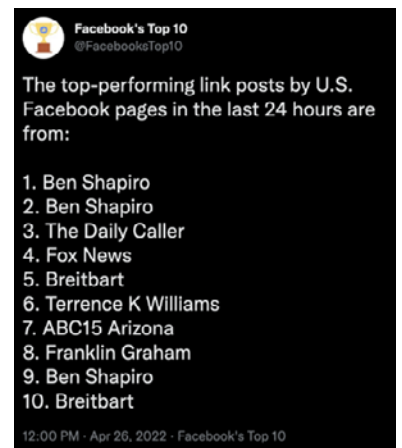 Facebook's Top 10
@FacebooksTop10
The top-performing link posts by U.S.
Facebook pages in the last 24 hours are
from:
1. Ben Shapiro
2. Ben Shapiro
3. The Daily Caller
4. Fox News
5. Breitbart
6. Terrence K Williams
7. ABC15 Arizona
8. Franklin Graham
9. Ben Shapiro
10. Breitbart
12:00 PM · Apr 26, 2022 · Facebook's Top 10